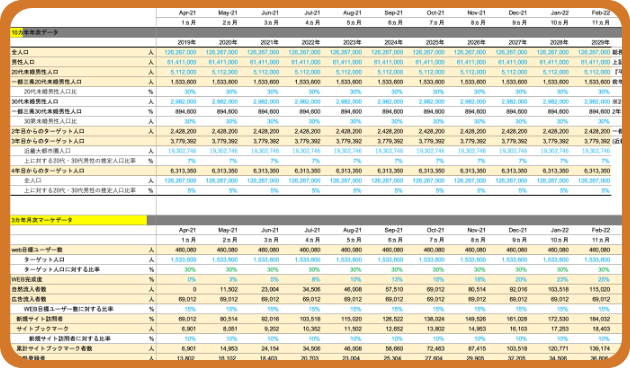 Apr-21 May-21 Jun-21 Jul-21 Aug-21 Sep-21 Oct-21 Nov-21 Dec-21 Jan-22 Feb-22
1ヵ月 2ヵ月 3ヵ月 4ヵ月 5ヵ月 6ヵ月 7ヵ月 8ヵ月 9ヵ月 10ヵ月 11ヵ月
10カ年年次データ
2019年 2020年 2021年 2022年 2023年 2024年 2025年 2026年 2027年 2028年 2029年
全人口 人 126,267,000 126,267,000 126,267,000 126,267,000 126,267,000 126,267,000 126,267,000 126,267,000 126,267,000 126,267,000 126,267,000
男性人口 人 61,411,000 61,411,000 61,411,000 61,411,000 61,411,000 61,411,000 61,411,000 61,411,000 61,411,000 61,411,000 61,411,000
20代未婚男性人口 人 5,112,000 5,112,000 5,112,000 5,112,000 5,112,000 5,112,000 5,112,000 5,112,000 5,112,000 5,112,000 5,112,000
一都三県20代未婚男性人口 人 1,533,600 1,533,600 1,533,600 1,533,600 1,533,600 1,533,600 1,533,600 1,533,600 1,533,600 1,533,600 1,533,600
20代未婚男性人口比 % 30% 30% 30% 30% 30% 30% 30% 30% 30% 30% 30%
30代未婚男性人口 人 2,982,000 2,982,000 2,982,000 2,982,000 2,982,000 2,982,000 2,982,000 2,982,000 2,982,000 2,982,000 2,982,000
一都三県30代未婚男性人口 人 894,600 894,600 894,600 894,600 894,600 894,600 894,600 894,600 894,600 894,600 894,600
30第未婚男性人口比 % 30% 30% 30% 30% 30% 30% 30% 30% 30% 30% 30%
2年目からのターゲット人口 人 2,428,200 2,428,200 2,428,200 2,428,200 2,428,200 2,428,200 2,428,200 2,428,200 2,428,200 2,428,200 2,428,200
3年目からのターゲット人口 3,779,392 3,779,392 3,779,392 3,779,392 3,779,392 3,779,392 3,779,392 3,779,392 3,779,392 3,779,392 3,779,392
近畿大都市圏人口 人 19,302,746 19,302,746 19,302,746 19,302,746 19,302,746 19,302,746 19,302,746 19,302,746 19,302,746 19,302,746 19,302,746
上に対する20代・30代男性の推定人口比率 % 7% 7% 7% 7% 7% 7% 7% 7% 7% 7% 7%
4年目からのターゲット人口 6,313,350 6,313,350 6,313,350 6,313,350 6,313,350 6,313,350 6,313,350 6,313,350 6,313,350 6,313,350 6,313,350
全人口 人 126,267,000 126,267,000 126,267,000 126,267,000 126,267,000 126,267,000 126,267,000 126,267,000 126,267,000 126,267,000 126,267,000
上に対する20代・30代男性の推定人口比率 % 5% 5% 5% 5% 5% 5% 5% 5% 5% 5% 5%
3カ年月次マーケデータ
Apr-21 May-21 Jun-21 Jul-21 Aug-21 Sep-21 Oct-21 Nov-21 Dec-21 Jan-22 Feb-22
1ヵ月 2ヵ月 3ヵ月 4ヵ月 5ヵ月 6ヵ月 7ヵ月 8ヵ月 9ヵ月 10ヵ月 11ヵ月
web目標ユーザー数 人 460,080 460,080 460,080 460,080 460,080 460,080 460,080 460,080 460,080 460,080 460,080
ターゲット人口 人 1,533,600 1,533,600 1,533,600 1,533,600 1,533,600 1,533,600 1,533,600 1,533,600 1,533,600 1,533,600 1,533,600
ターゲット人口に対する比率 % 30% 30% 30% 30% 30% 30% 30% 30% 30% 30% 30%
WEB完成度 % 0% 3% 5% 8% 10% 13% 15% 18% 20% 23% 25%
自然流入者数 人 0 11,502 23,004 34,506 46,008 57,510 69,012 80,514 92,016 103,518 115,020
広告流入者数 人 69,012 69,012 69,012 69,012 69,012 69,012 69,012 69,012 69,012 69,012 69,012
WEB目標ユーザー数に対する比率 % 15% 15% 15% 15% 15% 15% 15% 15% 15% 15% 15%
新規サイト訪問者 人 69,012 80,514 92,016 103,518 115,020 126,522 138,024 149,526 161,028 172,530 184,032
サイトブックマーク 人 6,901 8,051 9,202 10,352 11,502 12,652 13,802 14,953 16,103 17,253 18,403
新規サイト訪問者に対する比率 % 10% 10% 10% 10% 10% 10% 10% 10% 10% 10% 10%
累計サイトブックマーク者数 人 6,901 14,953 24,154 34,506 46,008 58,660 72,463 87,415 103,518 120,771 139,174
人 13,802 16,102 18,403 20,703 23,004 25,304 27,604 29,905 32,205 34,506 36,806